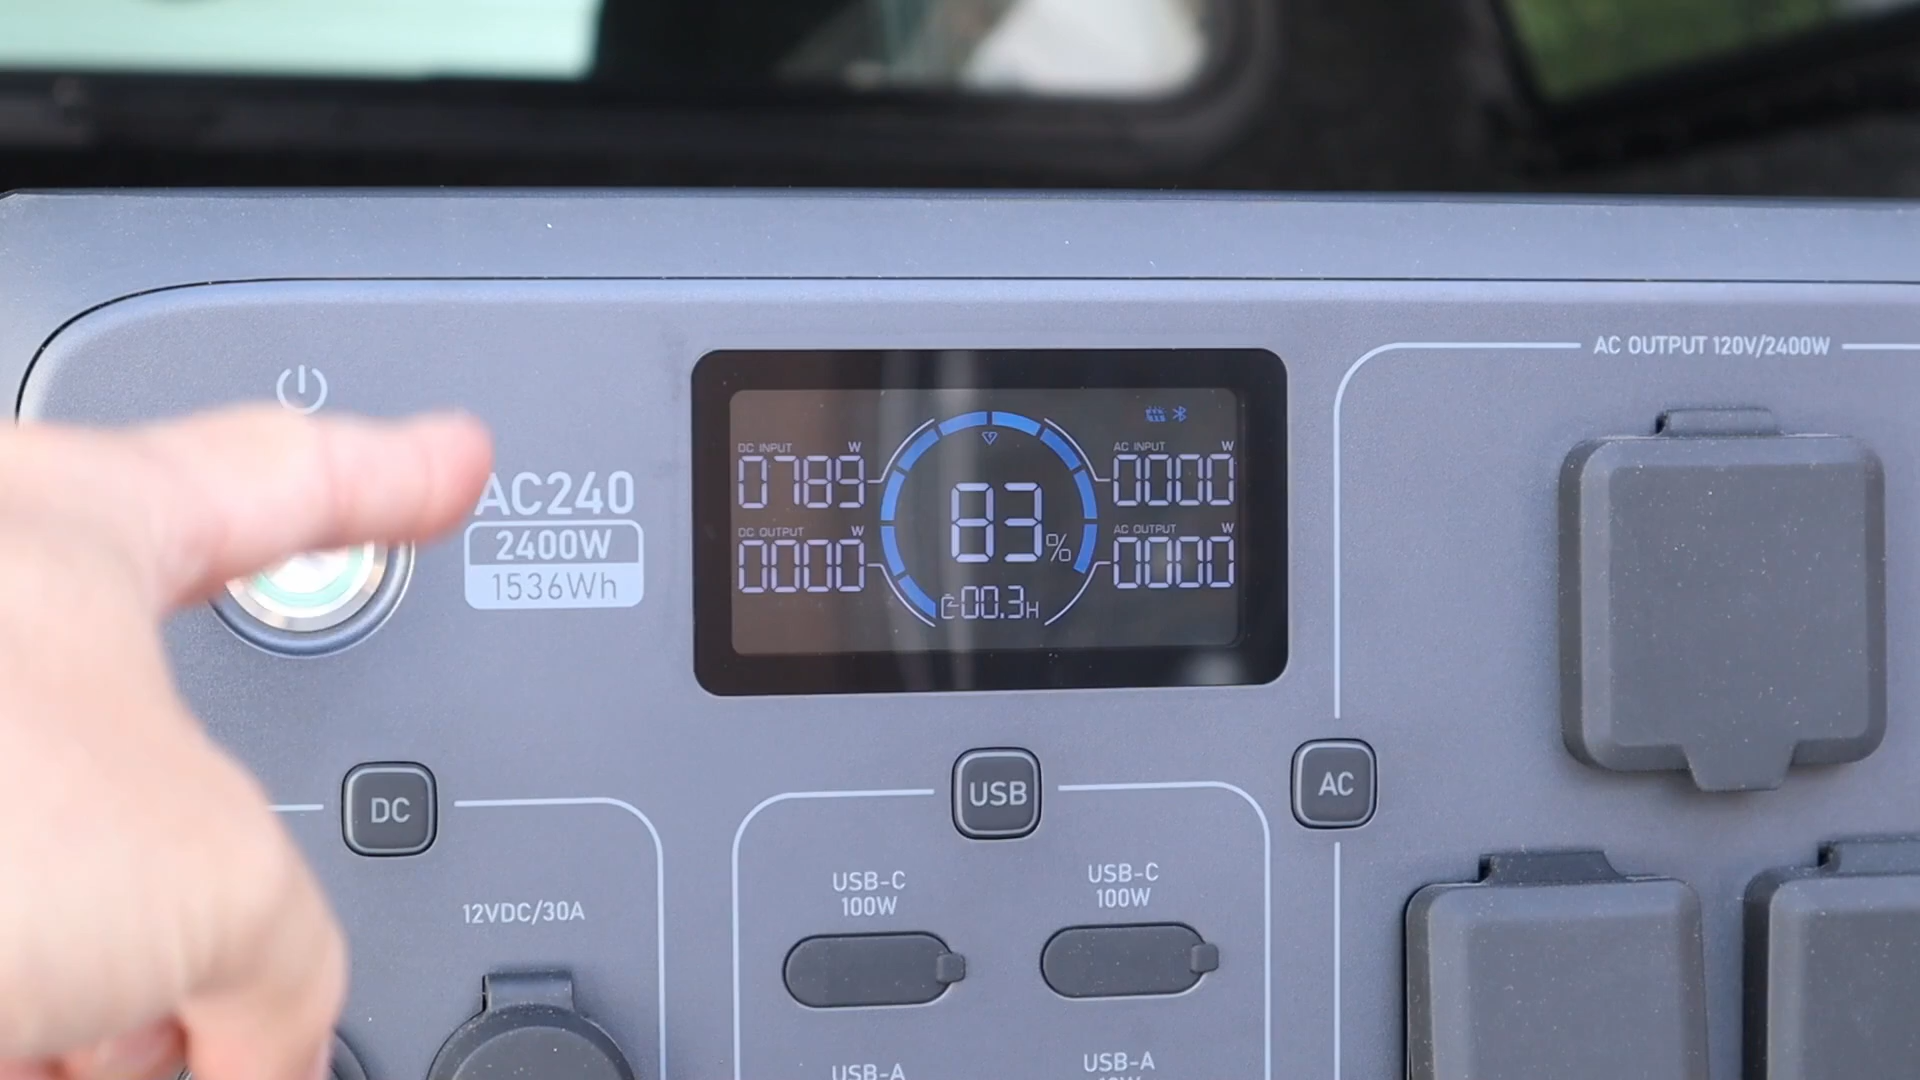 AC OUTPUT 120V/2400W
AC240
2400W
1536Wh
DC INPUT W
0789
DC OUTPUT W
0000
83%
00.3H
AC INPUT W
0000
AC OUTPUT W
0000
DC
USB
AC
12VDC/30A
USB-C
100W
USB-C
100W
USB-A
USB-A